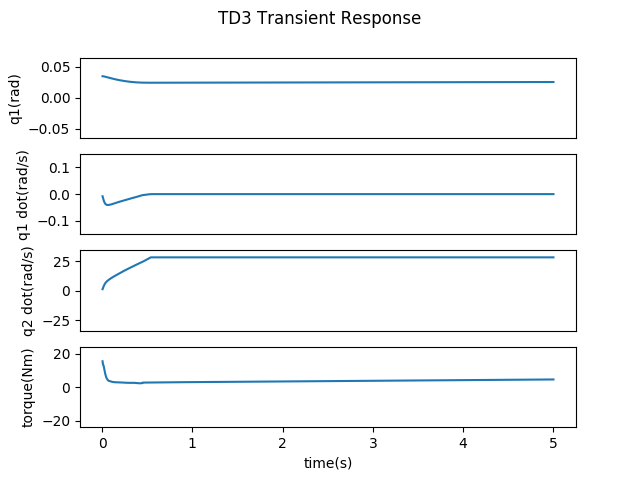 TD3 Transient Response
q1(rad)
0.05
0.00
−0.05
q1 dot(rad/s)
0.1
0.0
−0.1
q2 dot(rad/s)
25
0
−25
torque(Nm)
20
0
−20
0 1 2 3 4 5
time(s)